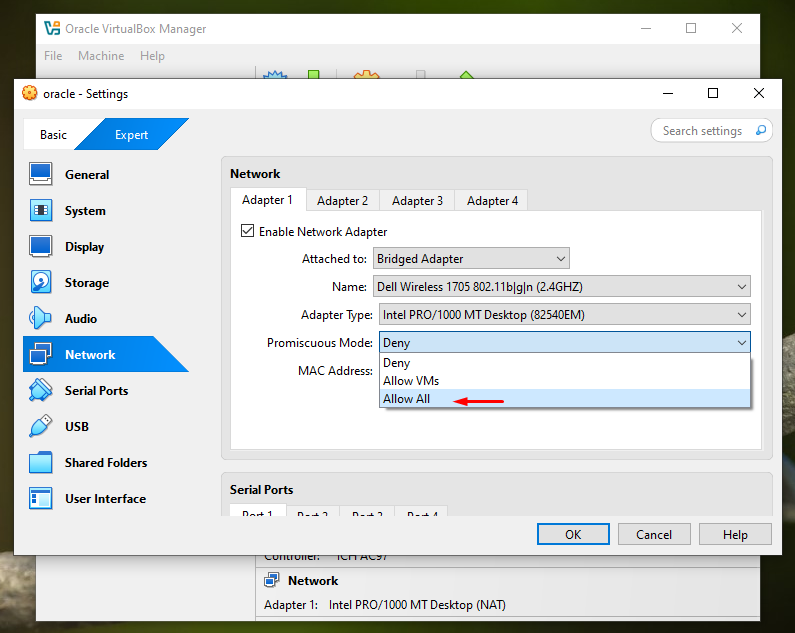 Oracle VirtualBox Manager
File Machine Help
oracle - Settings
Basic Expert
Search settings
General
System
Display
Storage
Audio
Network
Serial Ports
USB
Shared Folders
User Interface
Network
Adapter 1 Adapter 2 Adapter 3 Adapter 4
Enable Network Adapter
Attached to: Bridged Adapter
Name: Dell Wireless 1705 802.11b|g|n (2.4GHZ)
Adapter Type: Intel PRO/1000 MT Desktop (82540EM)
Promiscuous Mode: Deny
Deny
MAC Address:
Allow VMs
Allow All
Serial Ports
Port 1 Port 2 Port 3 Port 4
OK Cancel Help
Controller: ICH AC97
Network
Adapter 1: Intel PRO/1000 MT Desktop (NAT)